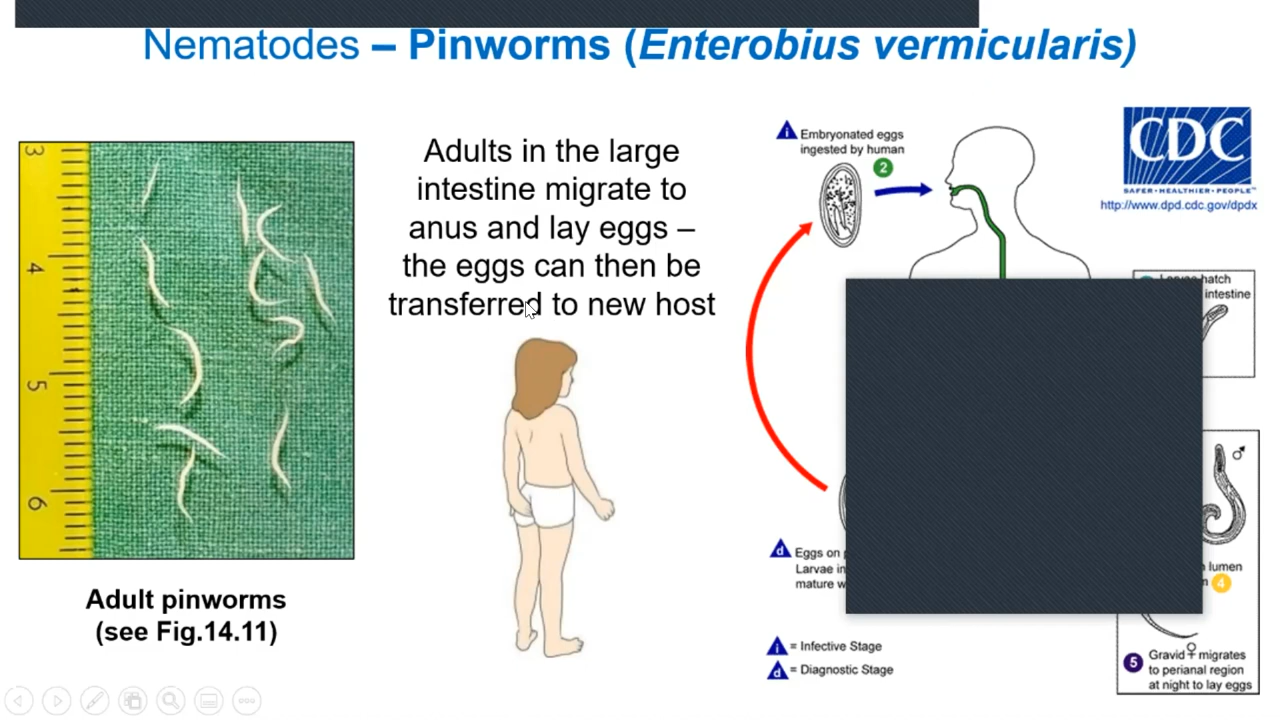 Nematodes – Pinworms (Enterobius vermicularis)
3
4
5
6
Adult pinworms
(see Fig.14.11)
Adults in the large
intestine migrate to
anus and lay eggs –
the eggs can then be
transferred to new host
i Embryonated eggs
ingested by human
2
CDC
SAFER • HEALTHIER • PEOPLE™
http://www.dpd.cdc.gov/dpdx
hatch
intestine
d Eggs on
Larvae in
mature
lumen
4
i = Infective Stage
d = Diagnostic Stage
5 Gravid ♀ migrates
to perianal region
at night to lay eggs
♂